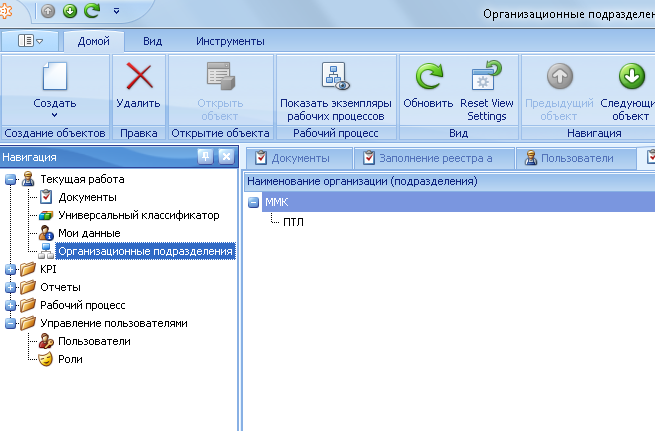 Организационные подразделен
Домой Вид Инструменты
Создать Удалить Открыть объект Показать экземпляры рабочих процессов Обновить Reset View Settings Предыдущий объект Следующи объект
Создание объектов Правка Открытие объекта Рабочий процесс Вид Навигация
Навигация
Документы Заполнение реестра а Пользователи
Наименование организации (подразделения)
ММК
ПТЛ
Текущая работа
Документы
Универсальный классификатор
Мои данные
Организационные подразделения
KPI
Отчеты
Рабочий процесс
Управление пользователями
Пользователи
Роли